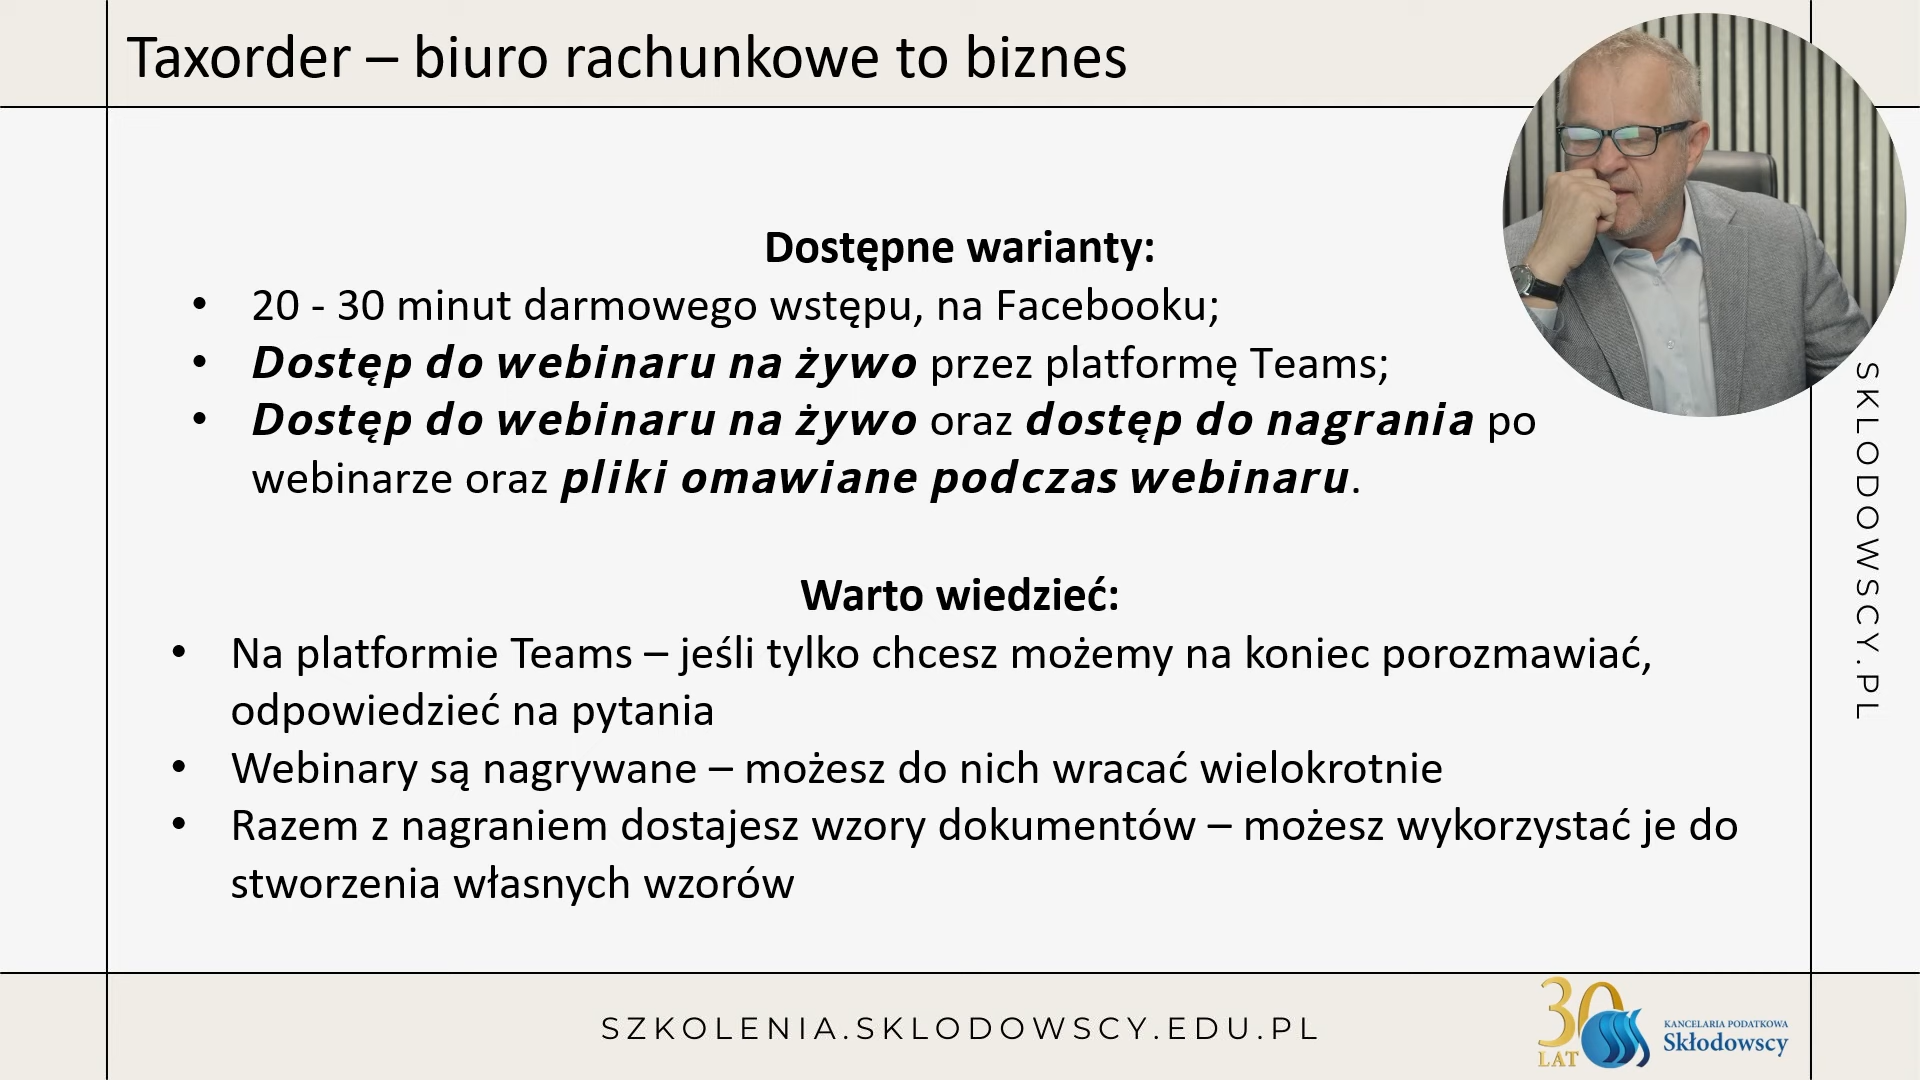 Taxorder – biuro rachunkowe to biznes
Dostępne warianty:
• 20 - 30 minut darmowego wstępu, na Facebooku;
• Dostęp do webinaru na żywo przez platformę Teams;
• Dostęp do webinaru na żywo oraz dostęp do nagrania po
webinarze oraz pliki omawiane podczas webinaru.
Warto wiedzieć:
• Na platformie Teams – jeśli tylko chcesz możemy na koniec porozmawiać,
odpowiedzieć na pytania
• Webinary są nagrywane – możesz do nich wracać wielokrotnie
• Razem z nagraniem dostajesz wzory dokumentów – możesz wykorzystać je do
stworzenia własnych wzorów
SKLODOWSCY.PL
SZKOLENIA.SKLODOWSCY.EDU.PL
30
LAT
KANCELARIA PODATKOWA
Skłodowscy